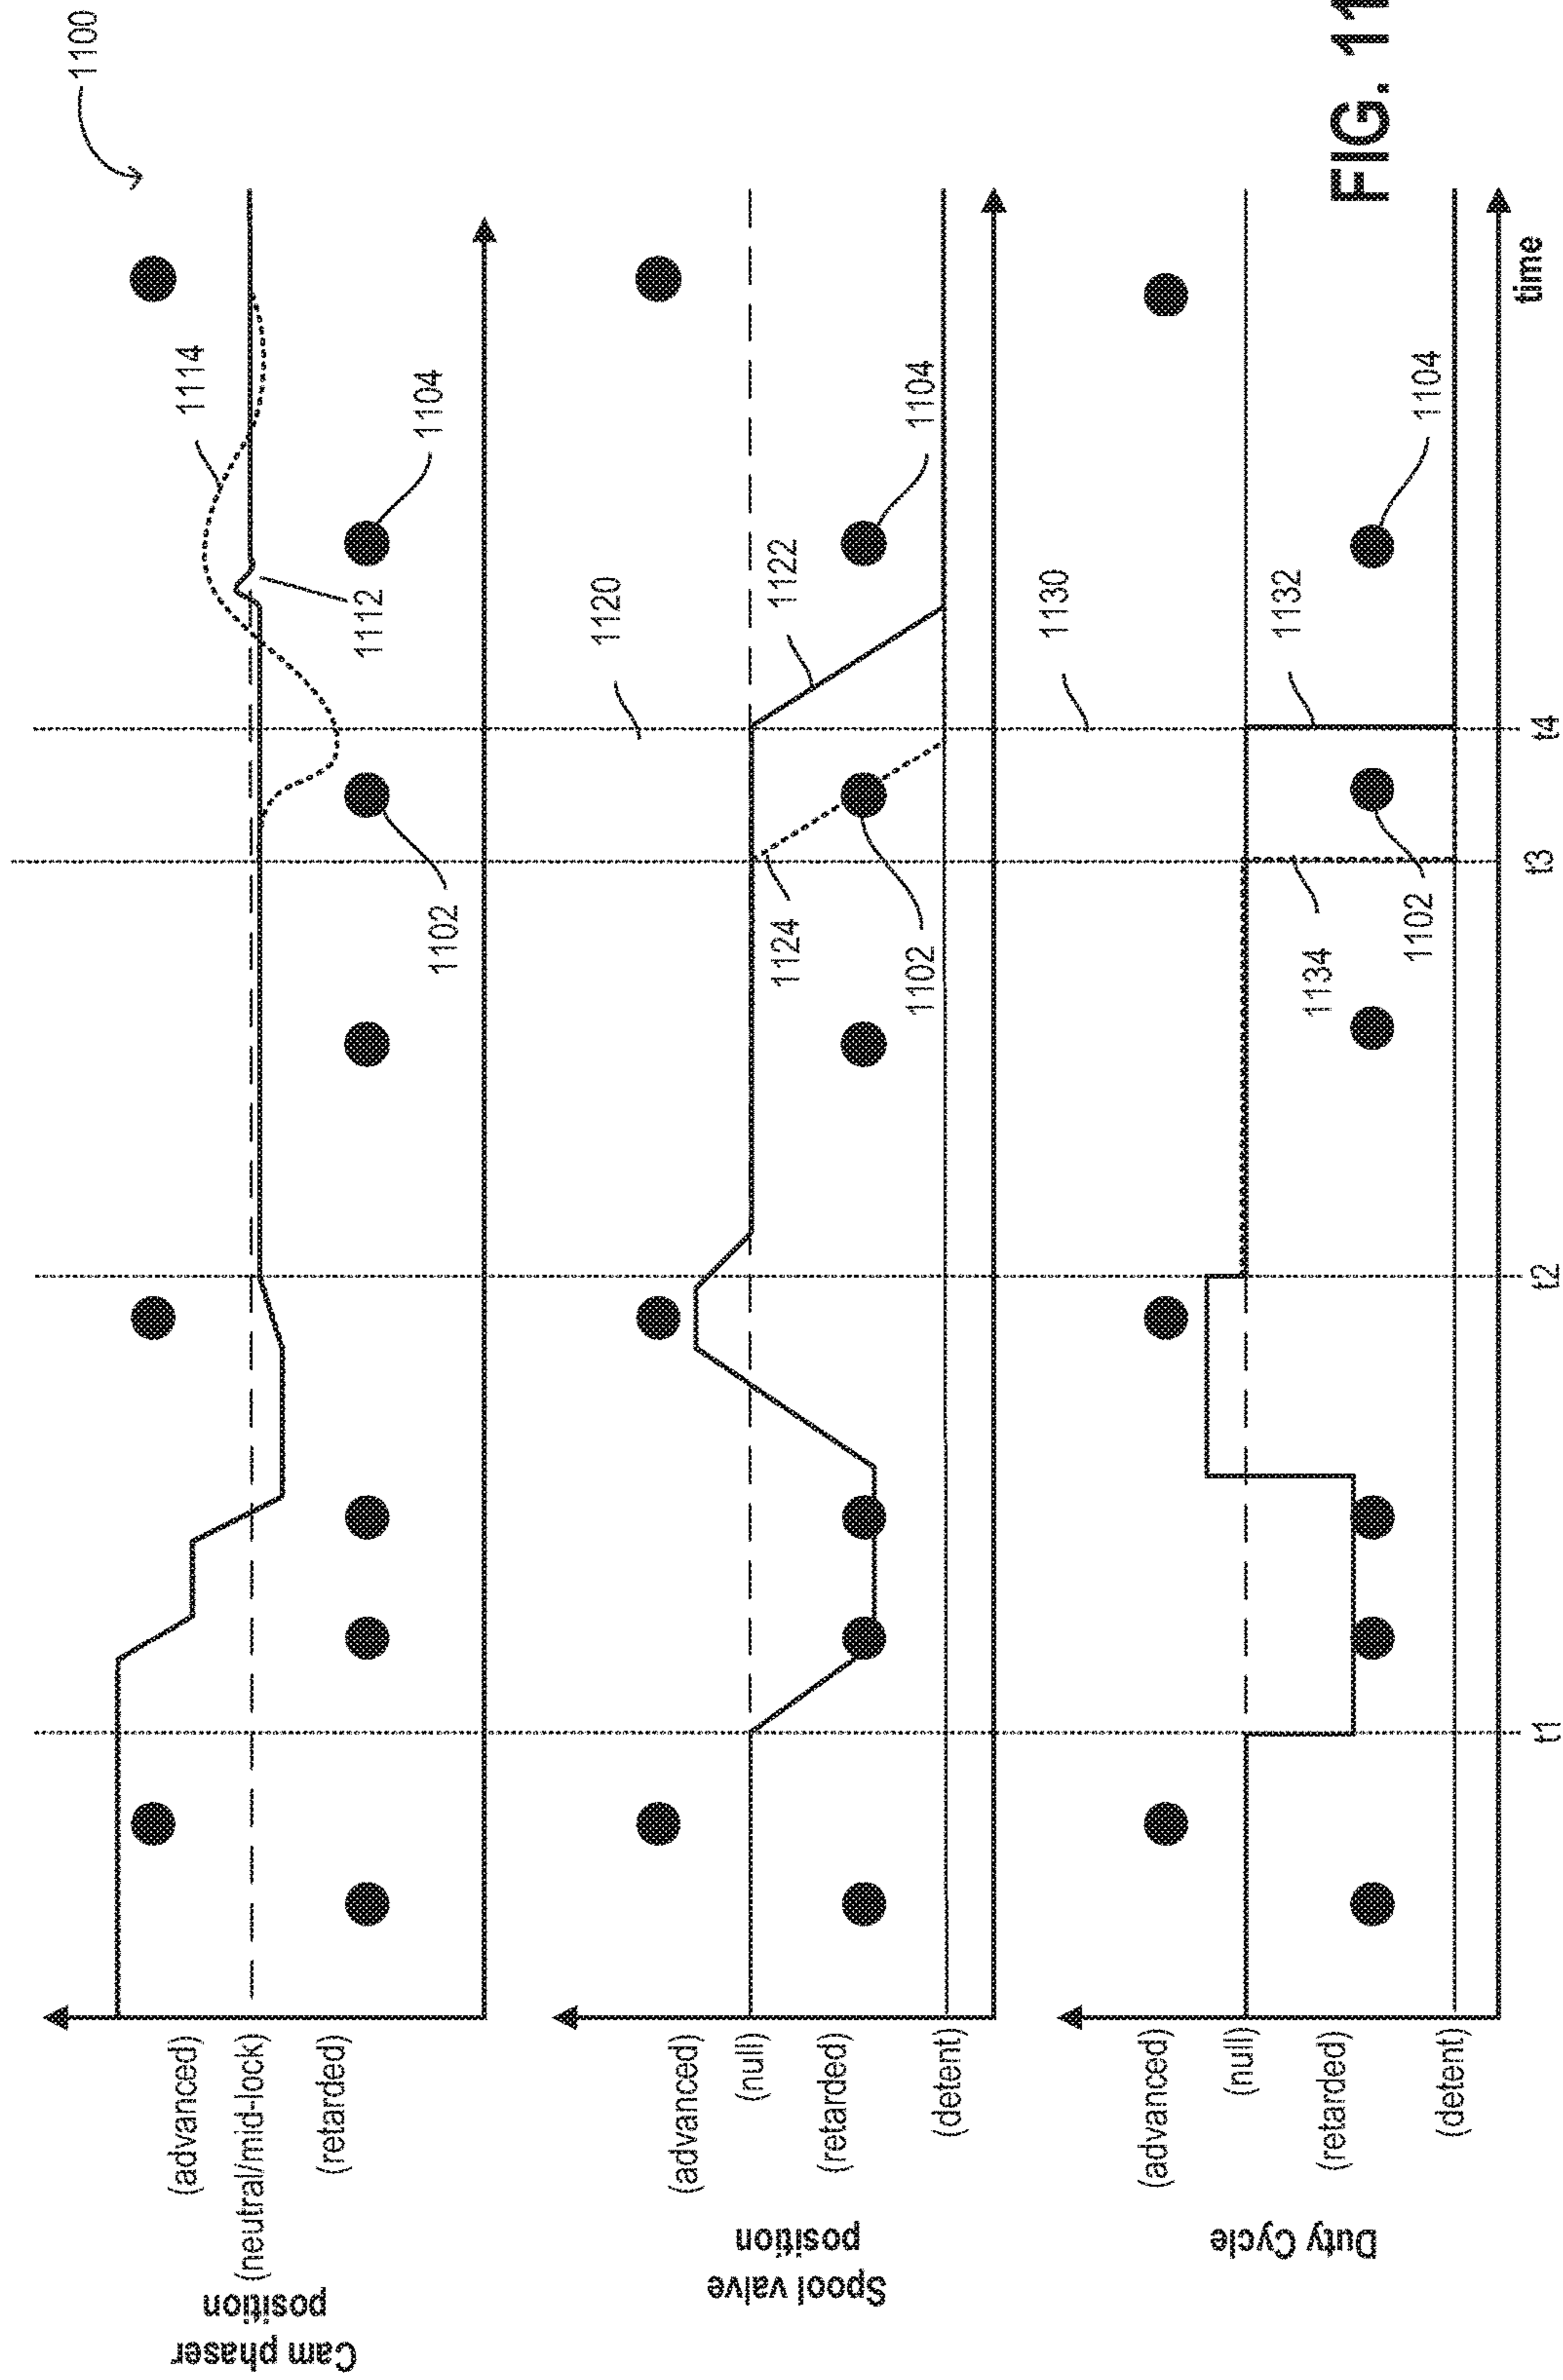 1100
Cam phaser
position
(advanced)
(neutral/mid-lock)
(retarded)
1114
1112
1104
1102
Spool valve
position
(advanced)
(null)
(retarded)
(detent)
1120
1122
1124
1104
1102
Duty Cycle
(advanced)
(null)
(retarded)
(detent)
1130
1132
1134
1104
1102
t1
t2
t3
t4
time
FIG. 11